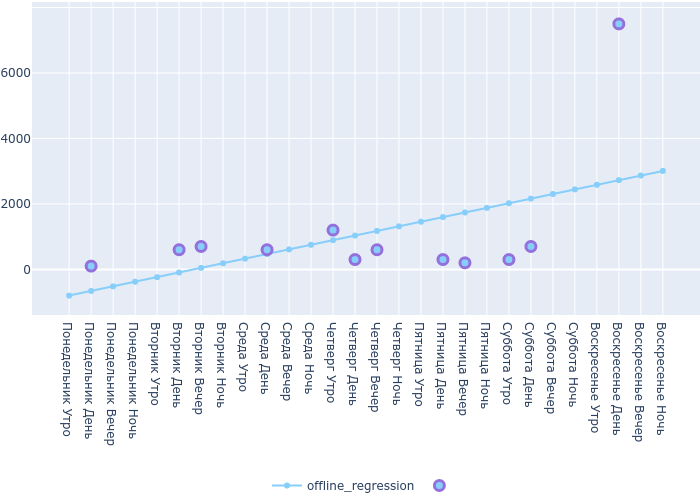 6000
4000
2000
0
Понедельник Утро
Понедельник День
Понедельник Вечер
Понедельник Ночь
Вторник Утро
Вторник День
Вторник Вечер
Вторник Ночь
Среда Утро
Среда День
Среда Вечер
Среда Ночь
Четверг Утро
Четверг День
Четверг Вечер
Четверг Ночь
Пятница Утро
Пятница День
Пятница Вечер
Пятница Ночь
Суббота Утро
Суббота День
Суббота Вечер
Суббота Ночь
Воскресенье Утро
Воскресенье День
Воскресенье Вечер
Воскресенье Ночь
offline_regression